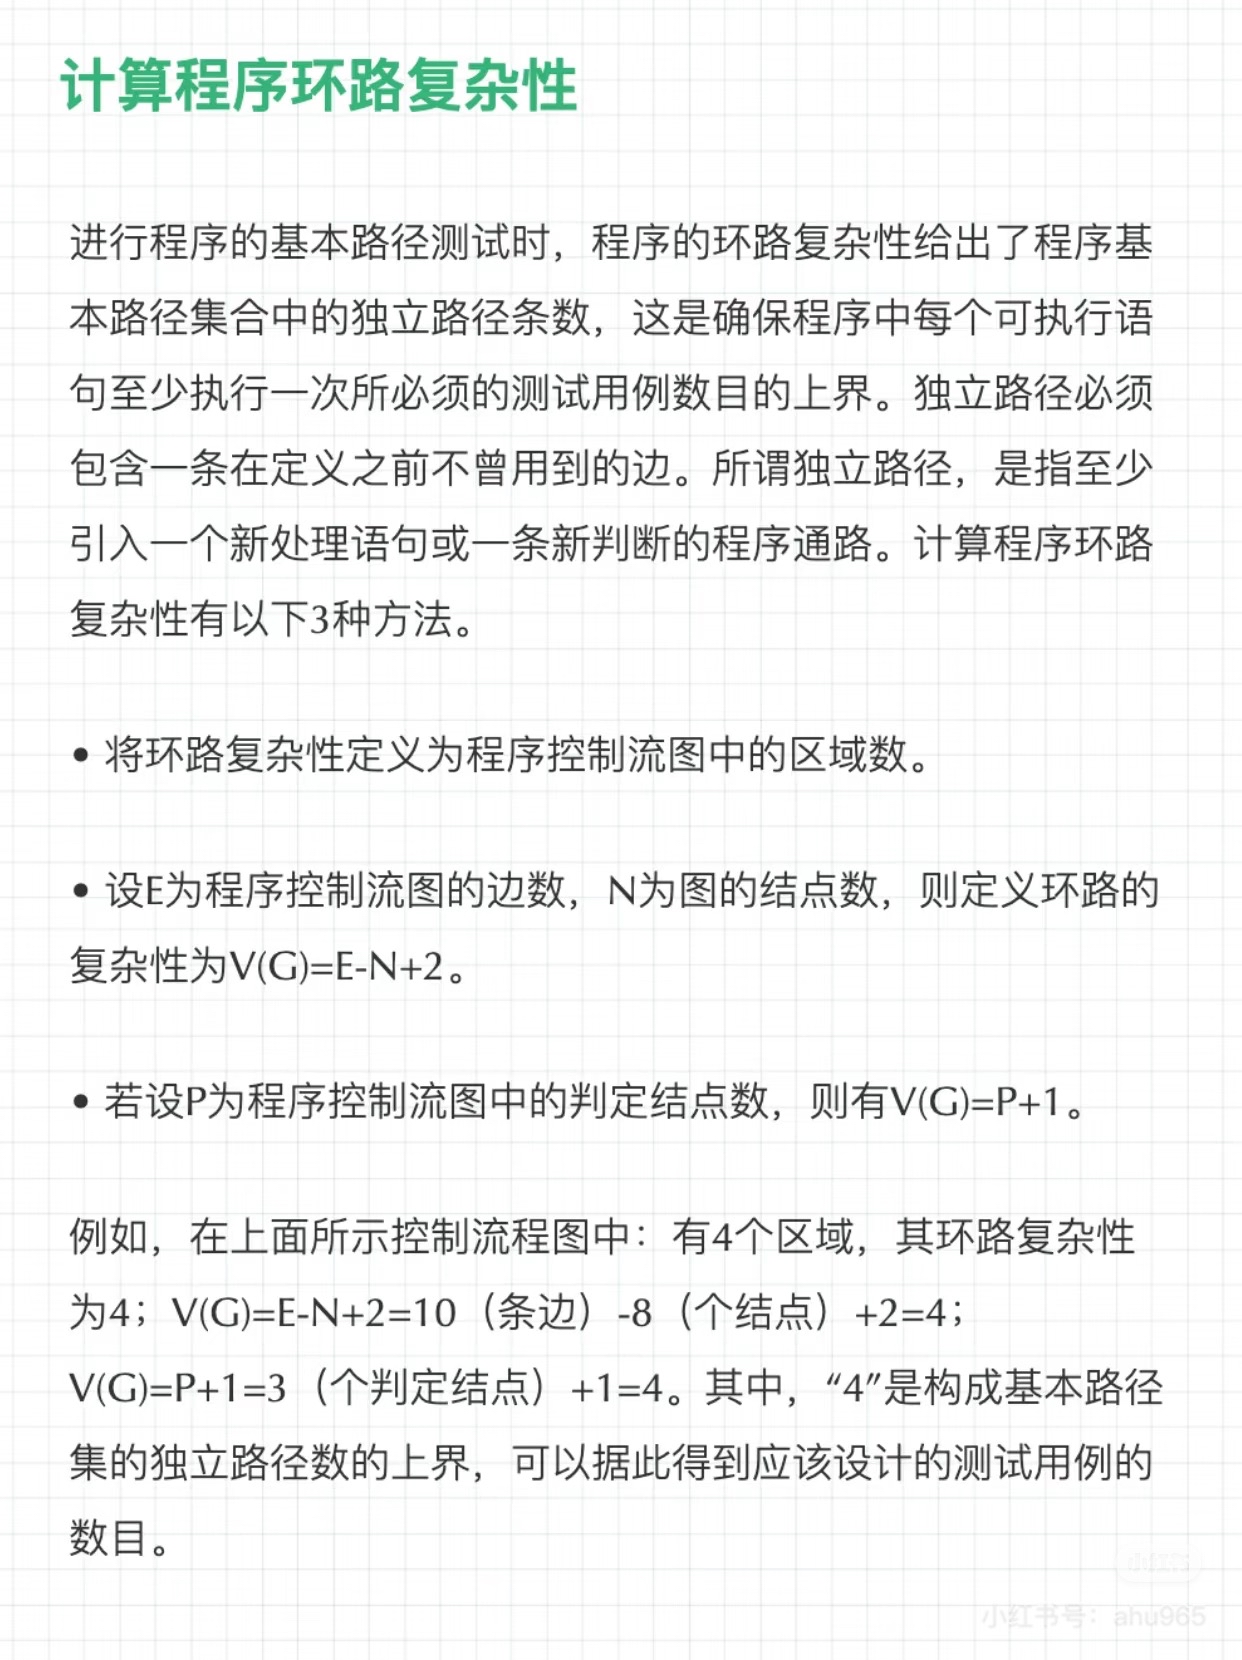 计算程序环路复杂性
进行程序的基本路径测试时，程序的环路复杂性给出了程序基
本路径集合中的独立路径条数，这是确保程序中每个可执行语
句至少执行一次所必须的测试用例数目的上界。独立路径必须
包含一条在定义之前不曾用到的边。所谓独立路径，是指至少
引入一个新处理语句或一条新判断的程序通路。计算程序环路
复杂性有以下3种方法。
• 将环路复杂性定义为程序控制流图中的区域数。
• 设E为程序控制流图的边数，N为图的结点数，则定义环路的
复杂性为V(G)=E-N+2。
• 若设P为程序控制流图中的判定结点数，则有V(G)=P+1。
例如，在上面所示控制流程图中：有4个区域，其环路复杂性
为4；V(G)=E-N+2=10（条边）-8（个结点）+2=4；
V(G)=P+1=3（个判定结点）+1=4。其中，“4”是构成基本路径
集的独立路径数的上界，可以据此得到应该设计的测试用例的
数目。
小红书号：ahu965